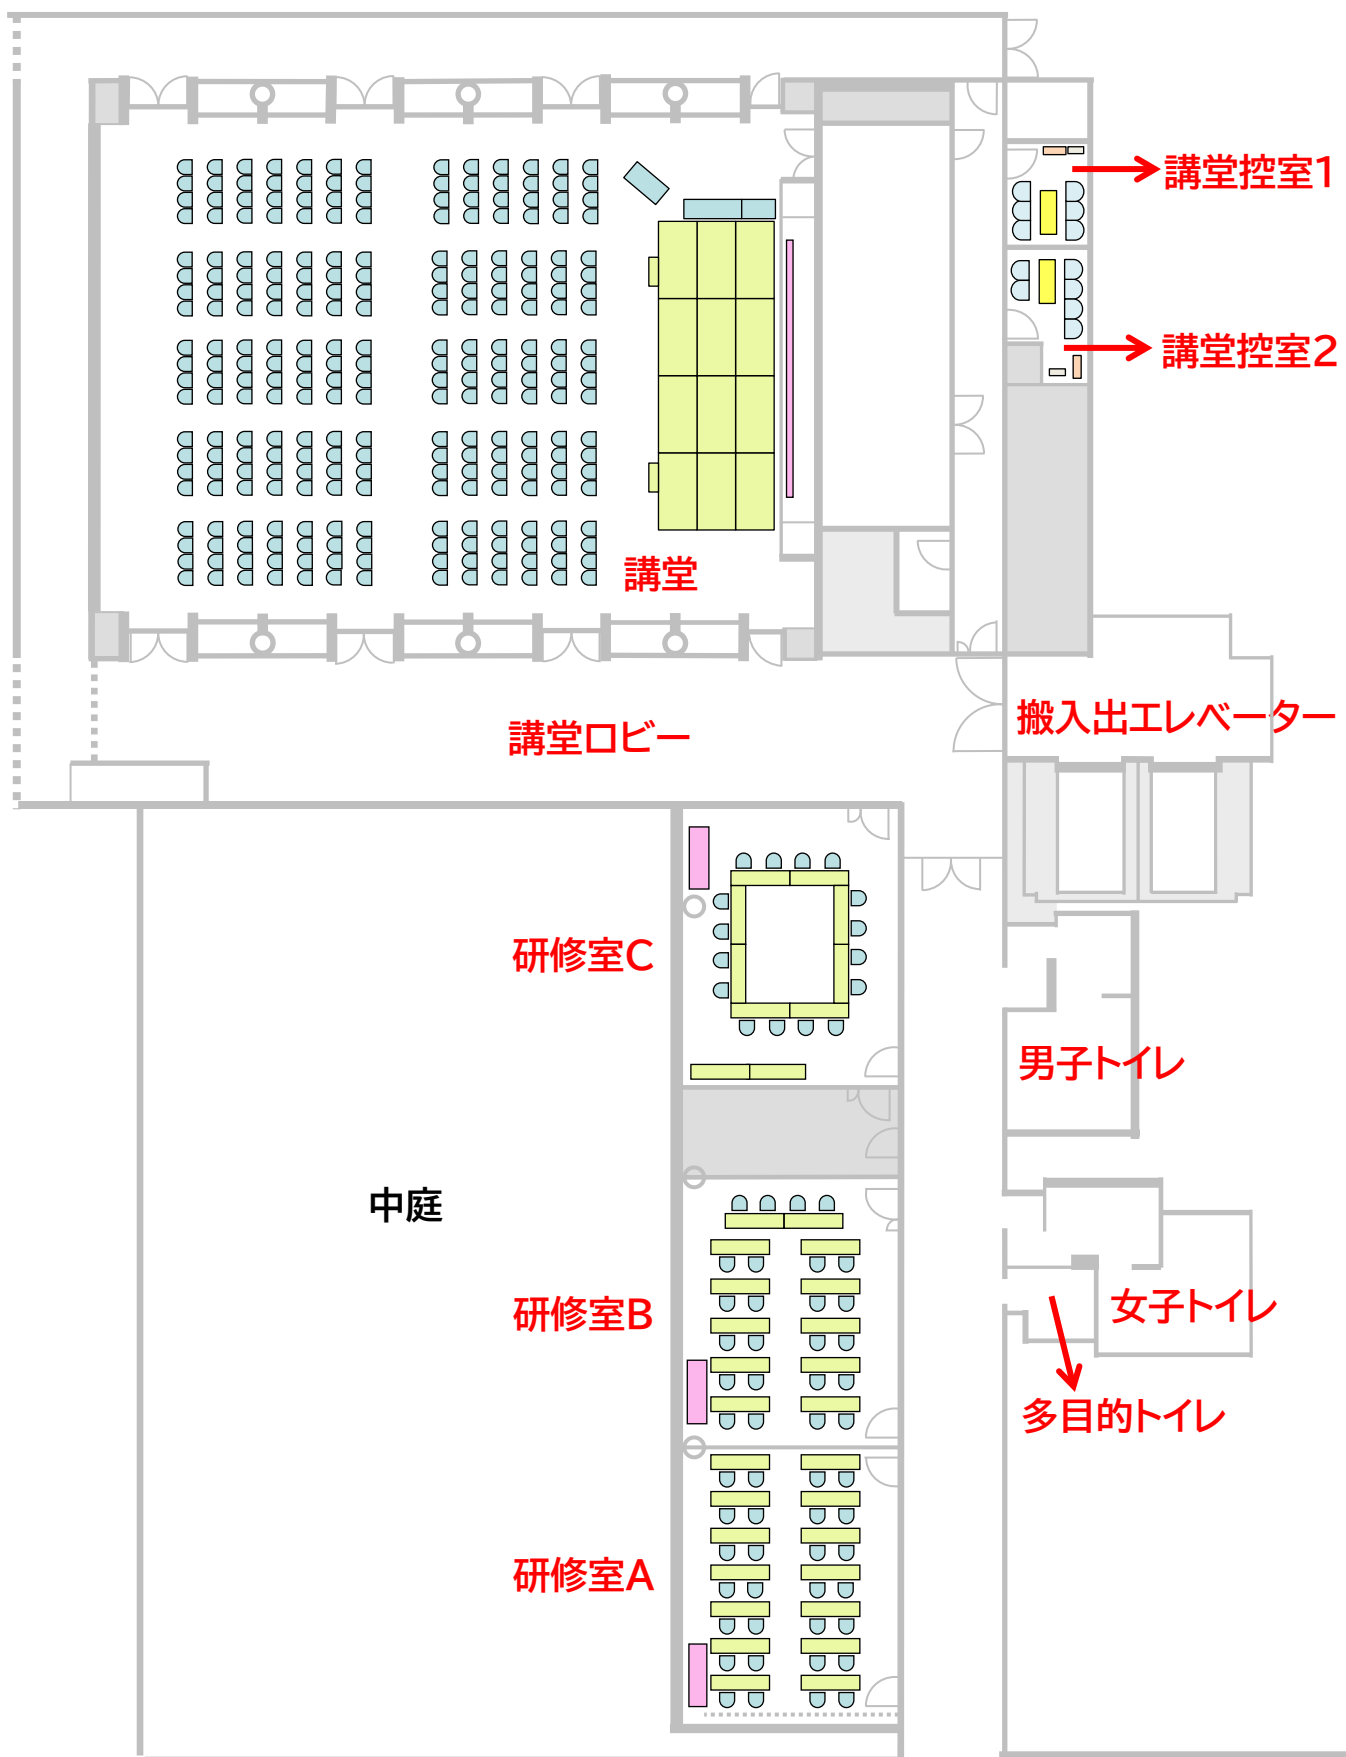 講堂控室1
講堂控室2
講堂
搬入出エレベーター
講堂ロビー
研修室C
男子トイレ
中庭
研修室B
女子トイレ
多目的トイレ
研修室A